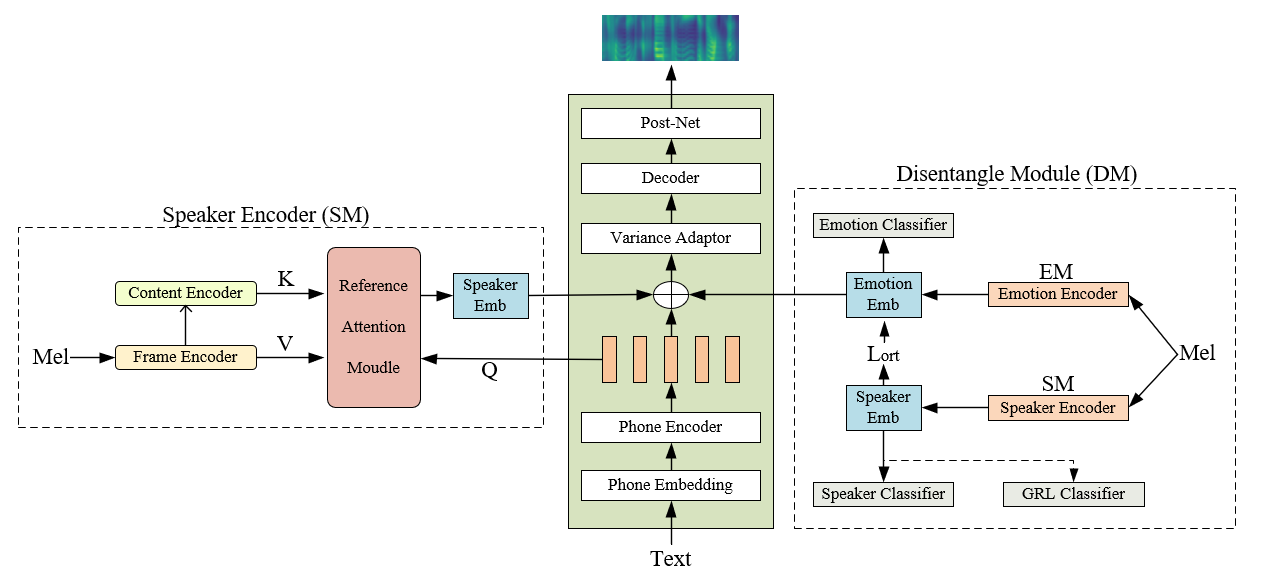 Speaker Encoder (SM)
Mel
Content Encoder
Frame Encoder
K
V
Reference
Attention
Moudle
Speaker
Emb
Q
Post-Net
Decoder
Variance Adaptor
Phone Encoder
Phone Embedding
Text
Disentangle Module (DM)
Emotion Classifier
Emotion
Emb
EM
Emotion Encoder
Lort
Mel
Speaker
Emb
SM
Speaker Encoder
Speaker Classifier
GRL Classifier